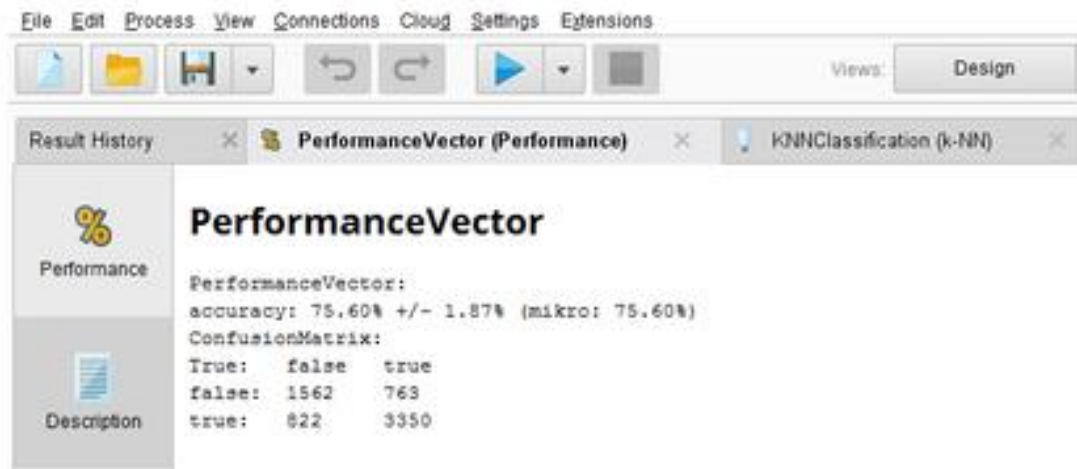 File Edit Process View Connections Cloud Settings Extensions
Views: Design
Result History PerformanceVector (Performance) KNNClassification (k-NN)
Performance
Description
PerformanceVector
PerformanceVector:
accuracy: 75.60% +/- 1.87% (mikro: 75.60%)
ConfusionMatrix:
True: false true
false: 1562 763
true: 822 3350